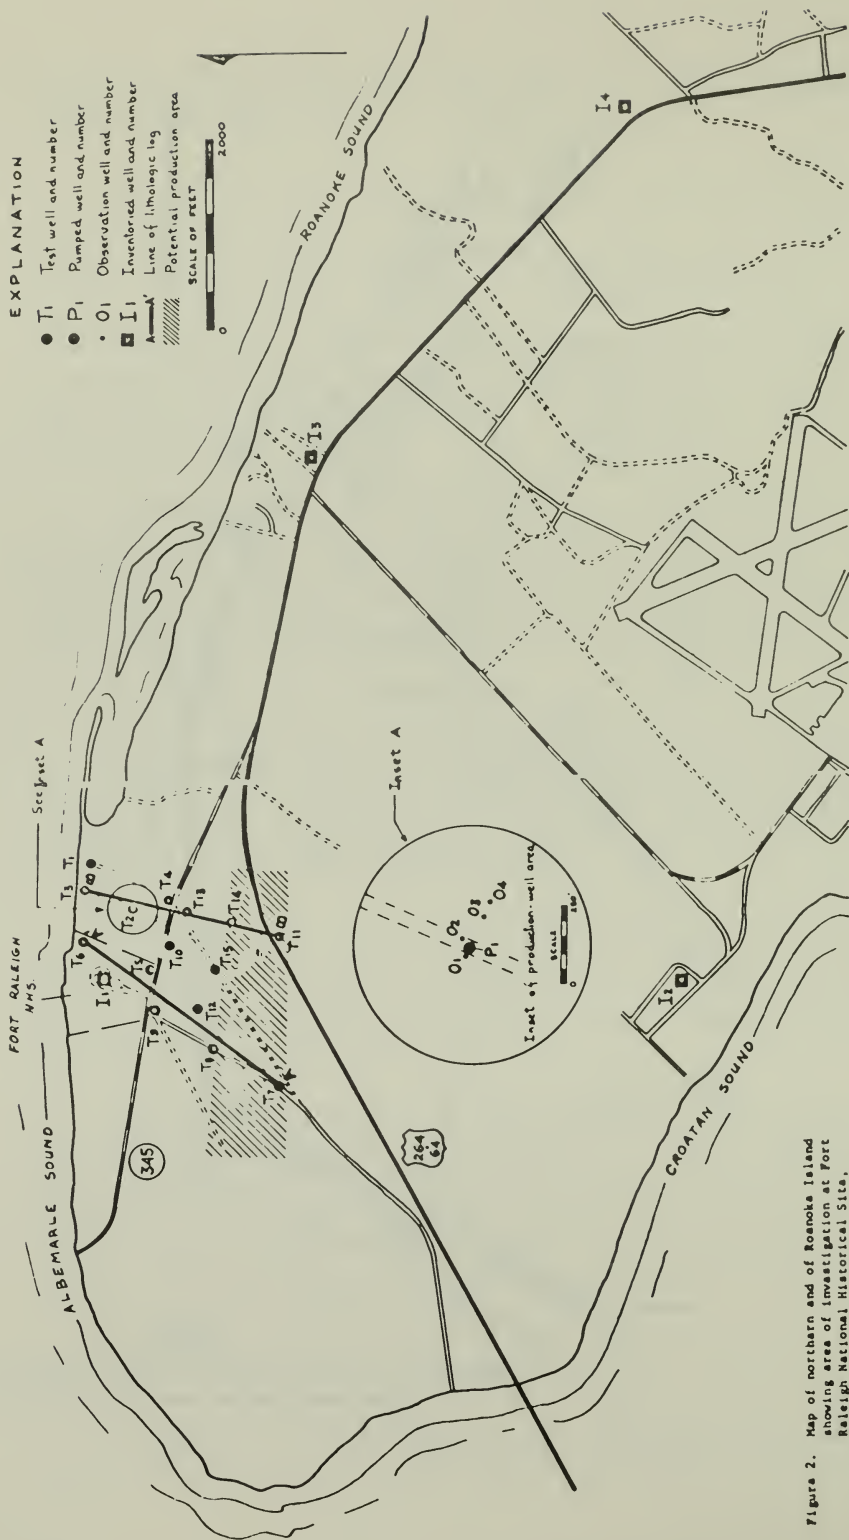 EXPLANATION
T1 Test well and number
P1 Pumped well and number
O1 Observation well and number
I1 Inventoried well and number
A A' Line of lithologic log
Potential production area
SCALE OF FEET
0 2000
ROANOKE SOUND
I4
I3
See Inset A
FORT RALEIGH
NHS.
ALBEMARLE SOUND
T3
T1
B
T2
C
T6
A
T4
T13
T5
T10
I1
T14
T15
T9
T12
B
T11
T7
345
264
64
Inset A
O1
O2
O3
O4
P1
Inset of production-well area
SCALE
0
I2
CROATAN SOUND
Figure 2. Map of northern end of Roanoke Island
showing area of investigation at Fort
Raleigh National Historical Site,